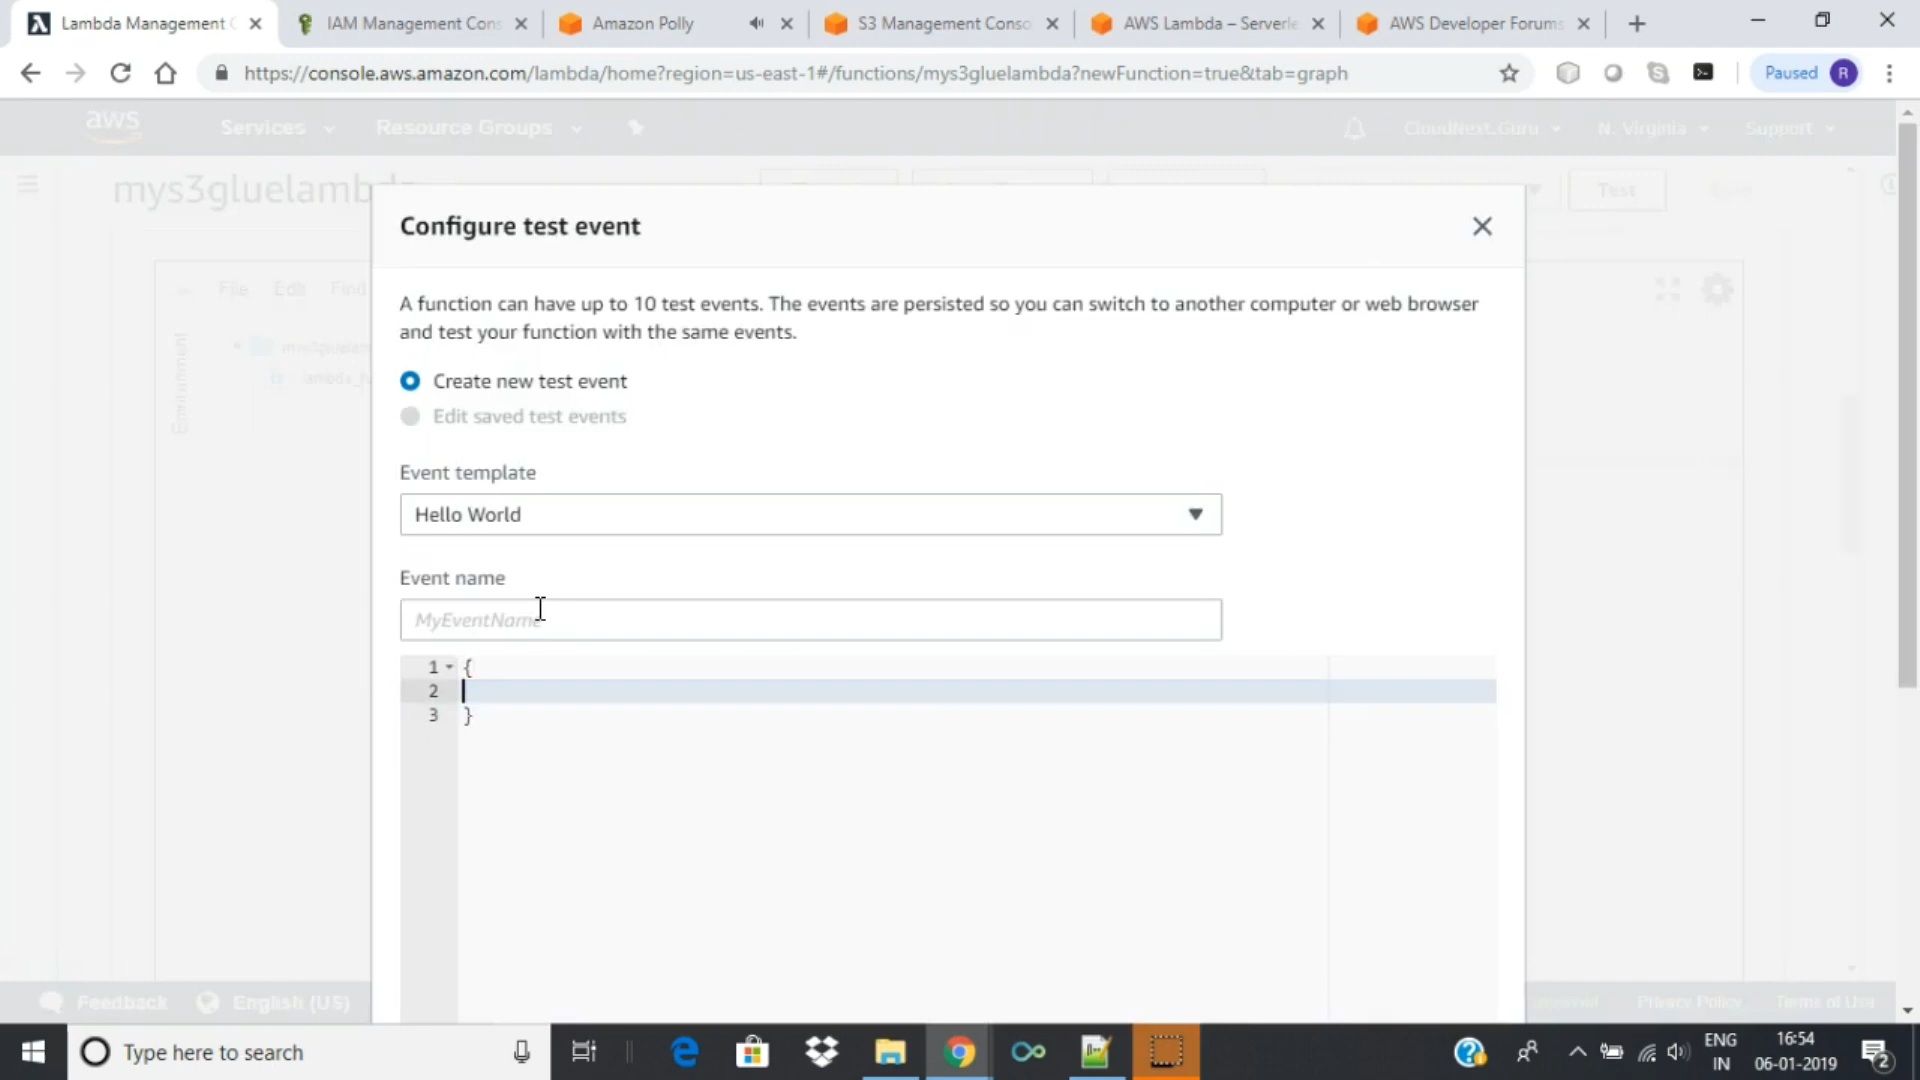 Lambda Management C
IAM Management Cons
Amazon Polly
S3 Management Conso
AWS Lambda – Serverle
AWS Developer Forums
https://console.aws.amazon.com/lambda/home?region=us-east-1#/functions/mys3gluelambda?newFunction=true&tab=graph
Paused R
aws
Services
Resource Groups
CloudNext.Guru
N. Virginia
Support
mys3gluelambda
Test
File Edit Find
Environment
Configure test event
A function can have up to 10 test events. The events are persisted so you can switch to another computer or web browser
and test your function with the same events.
Create new test event
Edit saved test events
Event template
Hello World
Event name
MyEventName
1 {
2
3 }
Feedback
English (US)
Privacy Policy
Terms of Use
Type here to search
ENG
IN
16:54
06-01-2019
2